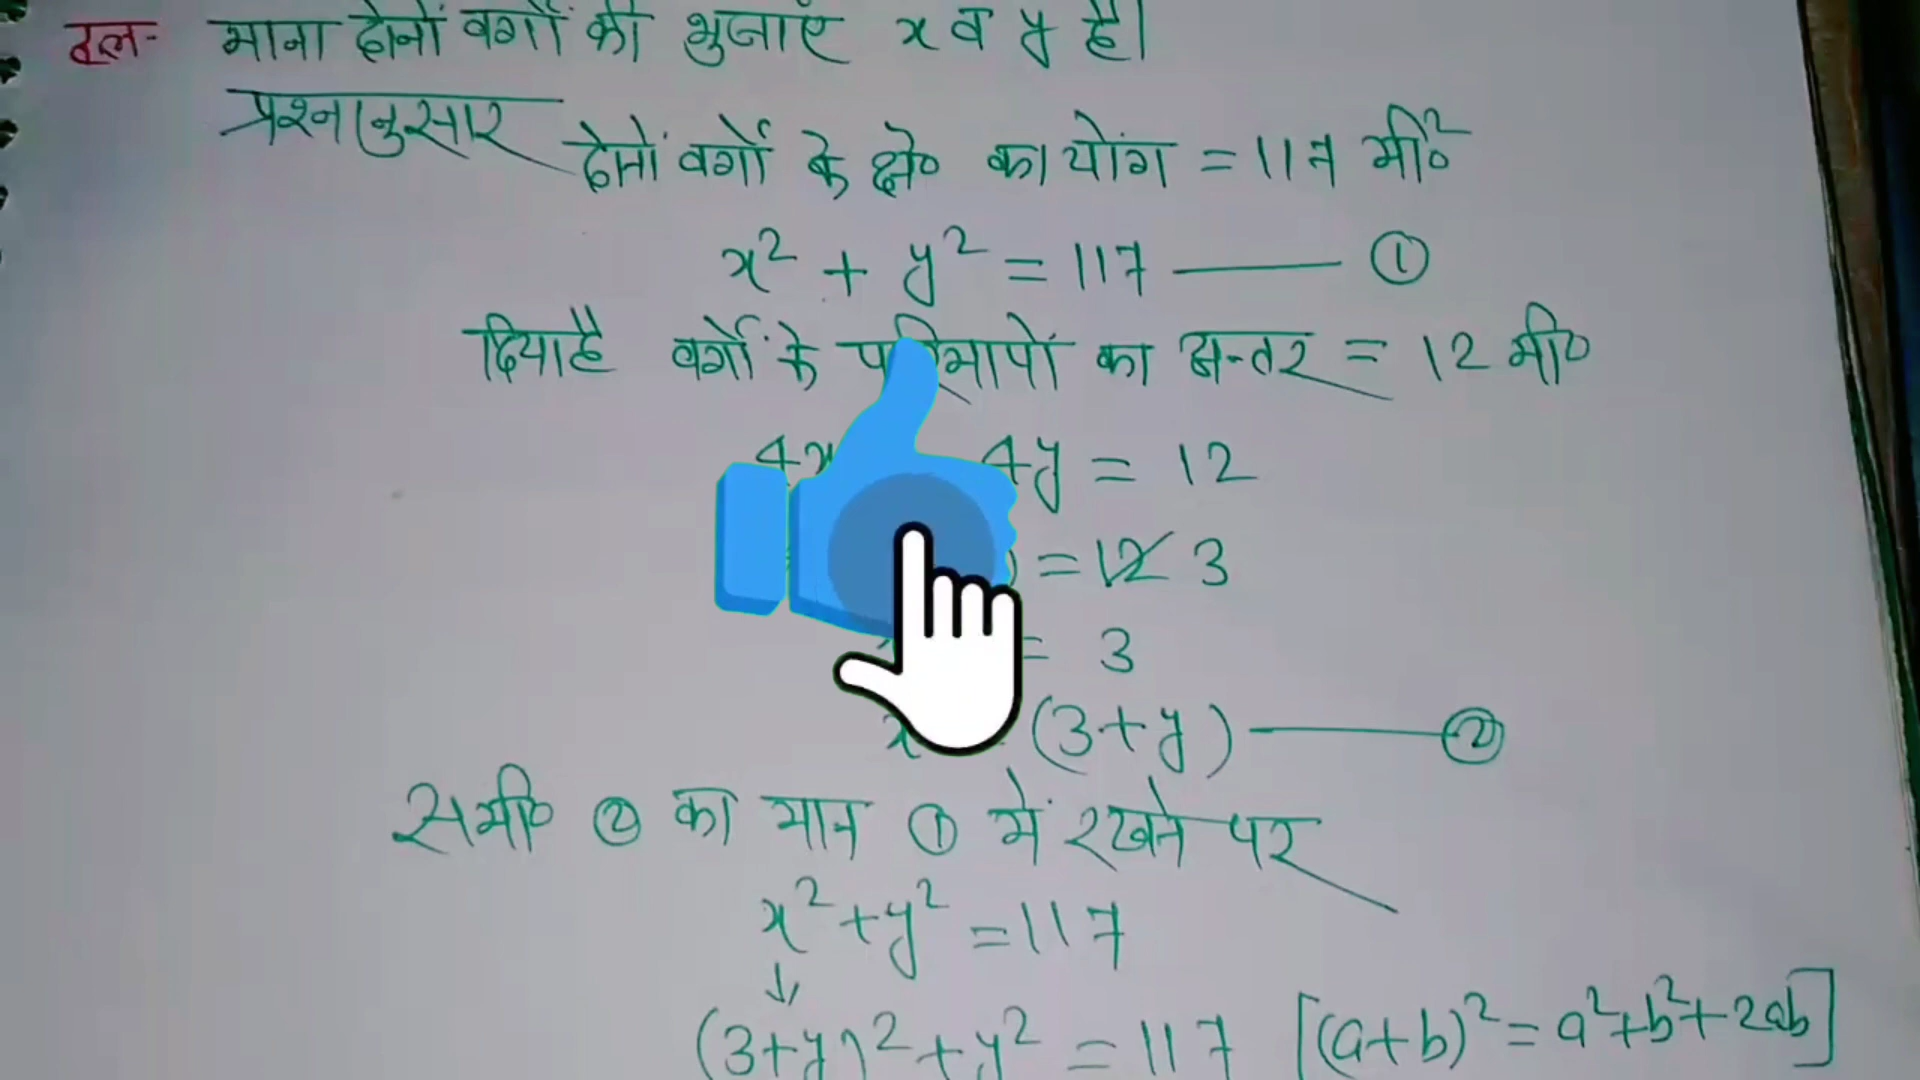 हल- माना दोनों वर्गों की भुजाएं x व y है।
प्रश्नानुसार
दोनों वर्गों के क्षे० का योग = 117 मी०²
x² + y² = 117 —— ①
दिया है वर्गों के परिमापों का अन्तर = 12 मी०
4x 4y = 12
) = 12 3
= 3
x = (3+y) —— ②
समी० ② का मान ① में रखने पर
x² + y² = 117
↓
(3+y)² + y² = 117 [(a+b)² = a²+b²+2ab]